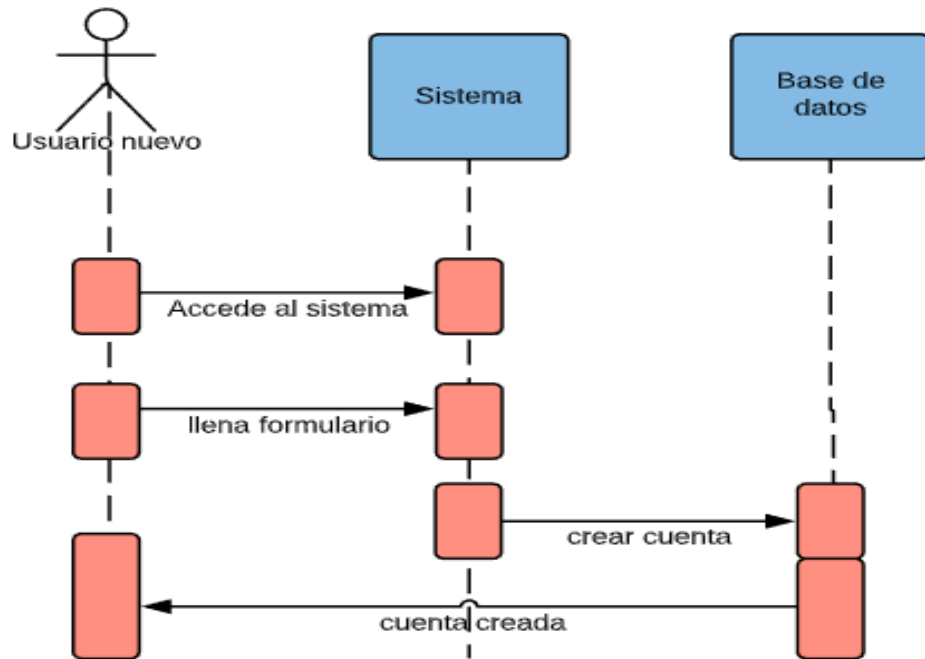 Usuario nuevo
Sistema
Base de
datos
Accede al sistema
llena formulario
crear cuenta
cuenta creada